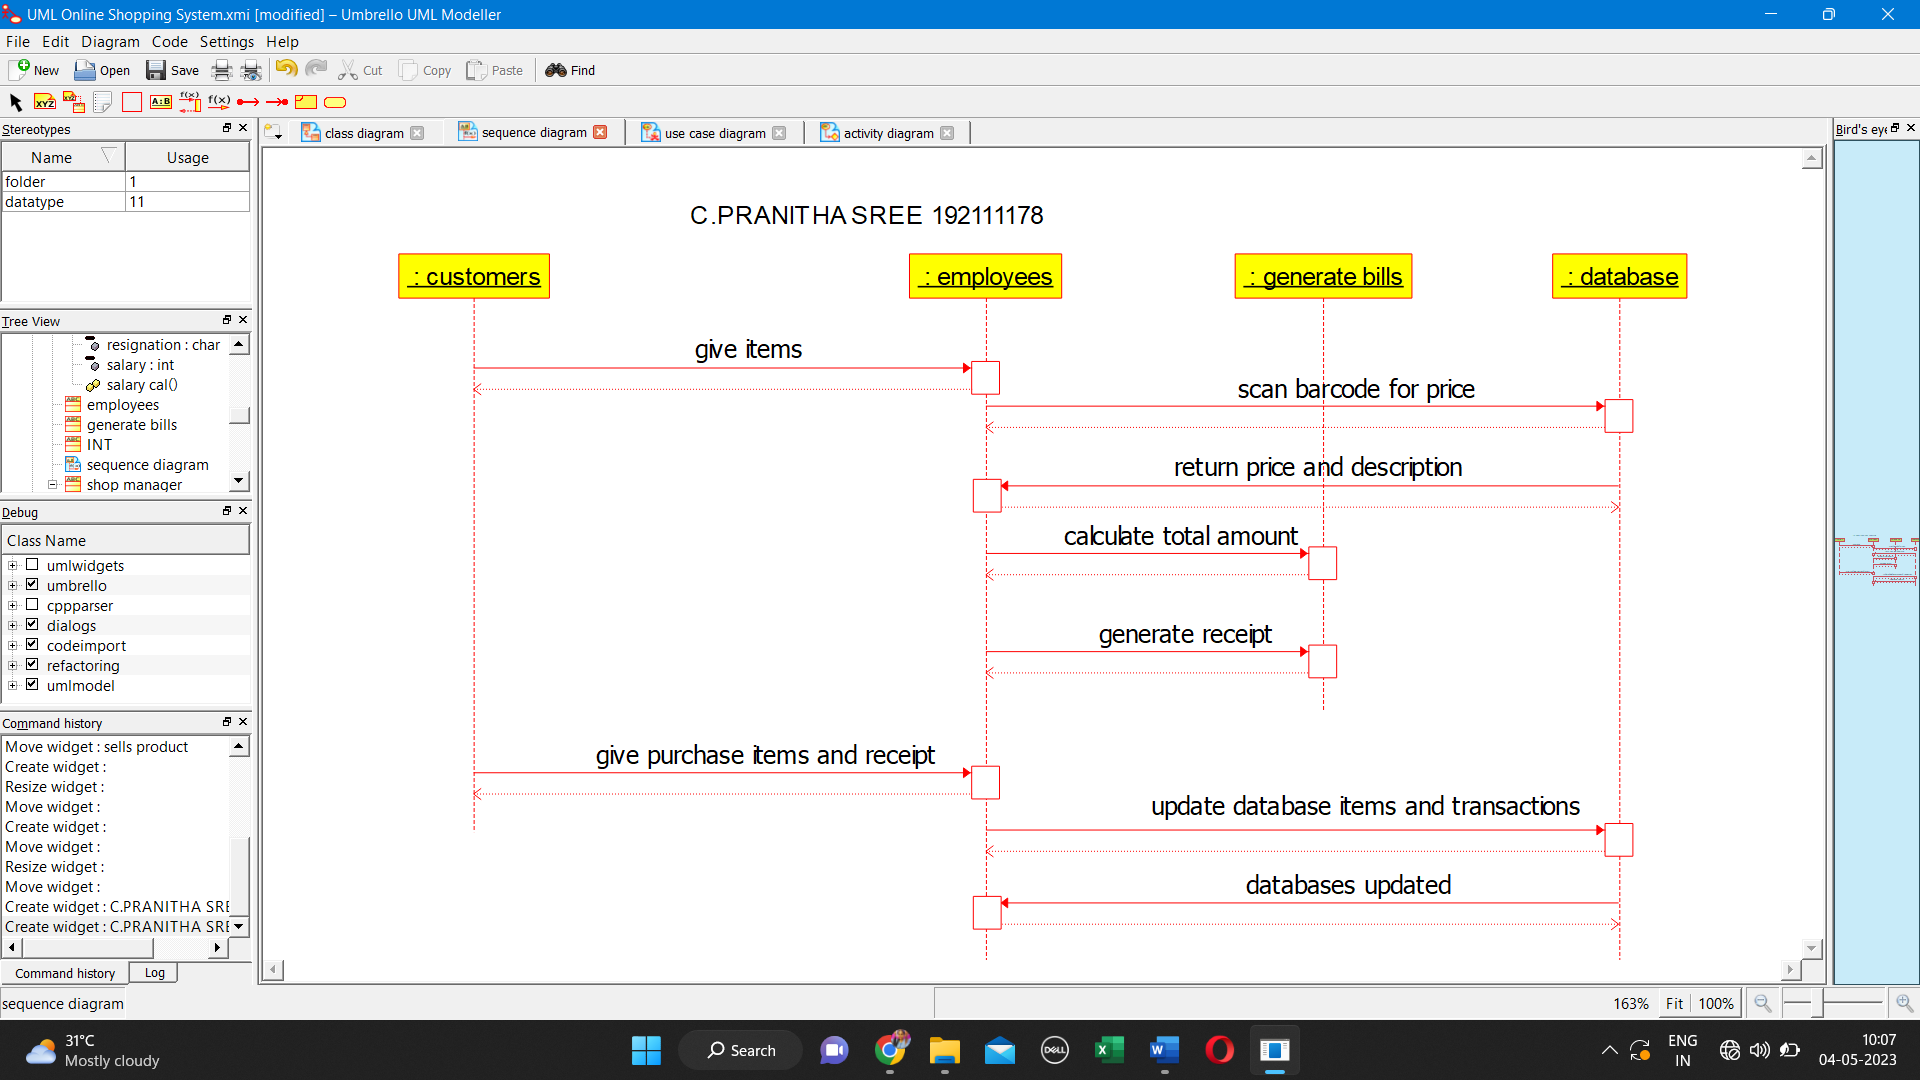 UML Online Shopping System.xmi [modified] – Umbrello UML Modeller
File Edit Diagram Code Settings Help
New Open Save Cut Copy Paste Find
Stereotypes
Name Usage
folder 1
datatype 11
Tree View
resignation : char
salary : int
salary cal()
employees
generate bills
INT
sequence diagram
shop manager
Debug
Class Name
umlwidgets
umbrello
cppparser
dialogs
codeimport
refactoring
umlmodel
Command history
Move widget : sells product
Create widget :
Resize widget :
Move widget :
Create widget :
Move widget :
Resize widget :
Move widget :
Create widget : C.PRANITHA SRE
Create widget : C.PRANITHA SRE
Command history Log
class diagram sequence diagram use case diagram activity diagram
C.PRANITHA SREE 192111178
: customers : employees : generate bills : database
give items
scan barcode for price
return price and description
calculate total amount
generate receipt
give purchase items and receipt
update database items and transactions
databases updated
Bird's eye
sequence diagram
163% Fit 100%
31°C
Mostly cloudy
Search
DELL
ENG
IN
10:07
04-05-2023